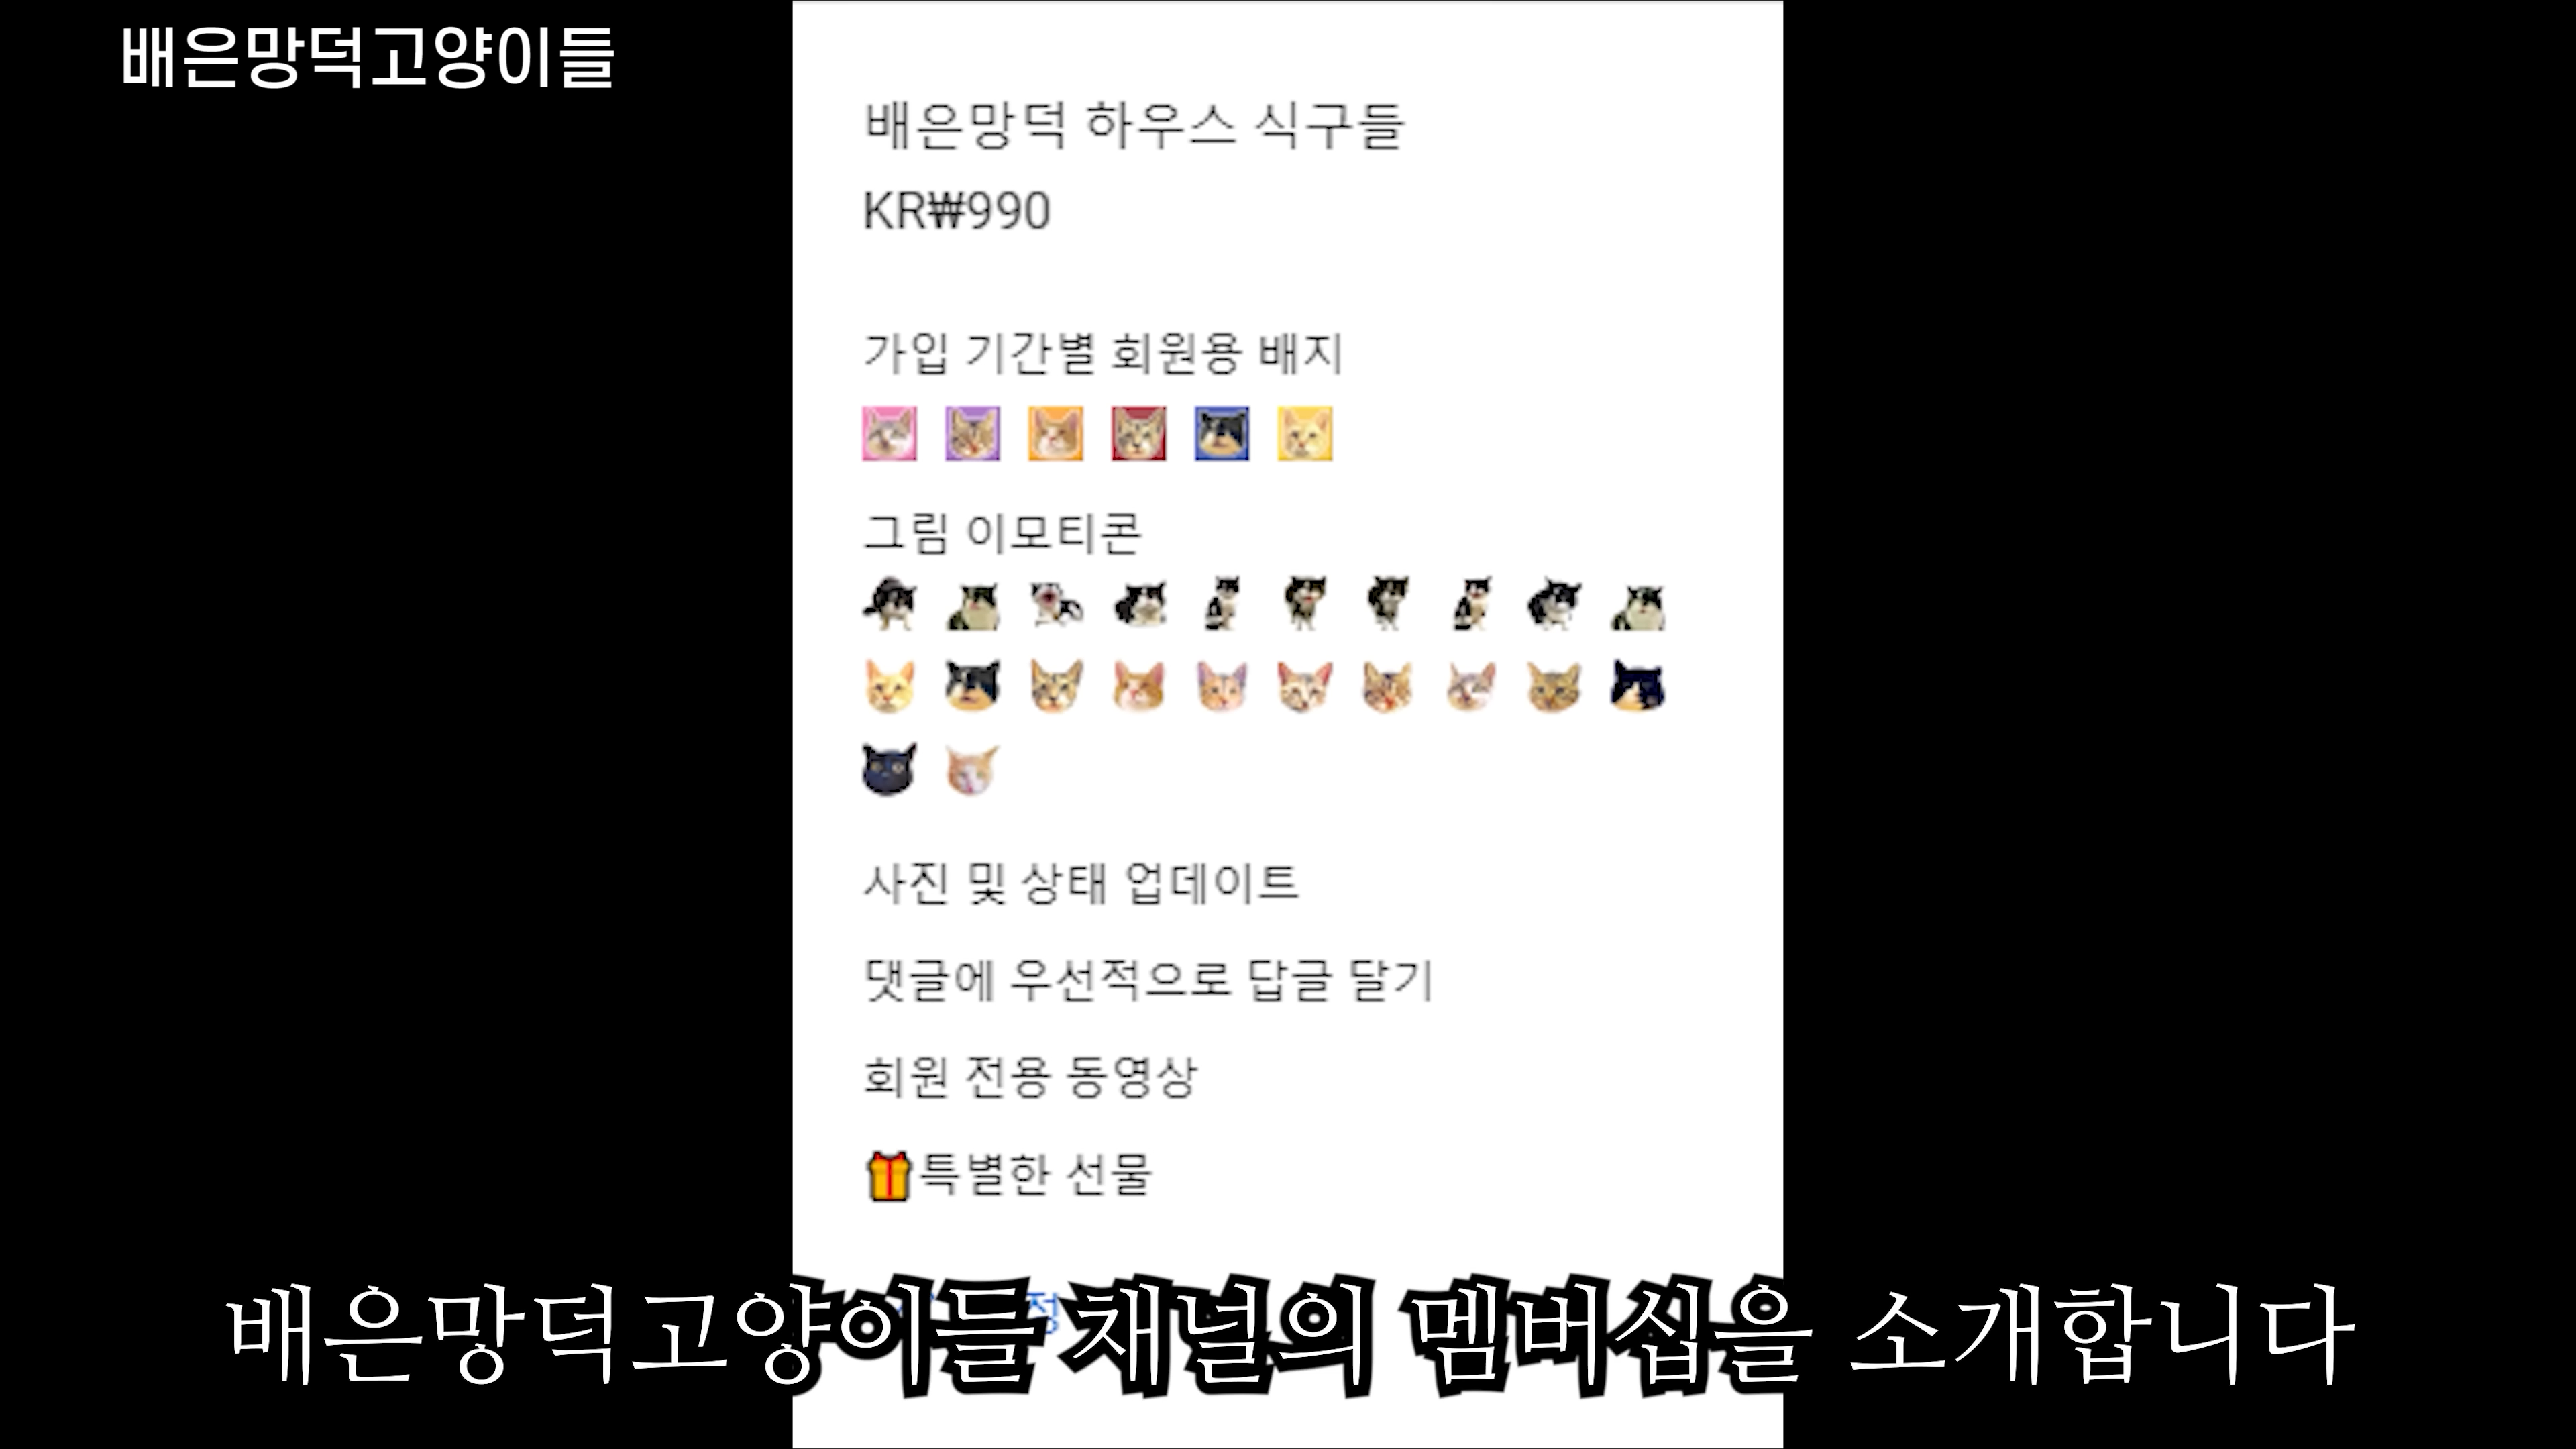 배은망덕고양이들
배은망덕 하우스 식구들
KR₩990
가입 기간별 회원용 배지
그림 이모티콘
사진 및 상태 업데이트
댓글에 우선적으로 답글 달기
회원 전용 동영상
특별한 선물
배은망덕고양이들 채널의 멤버십을 소개합니다